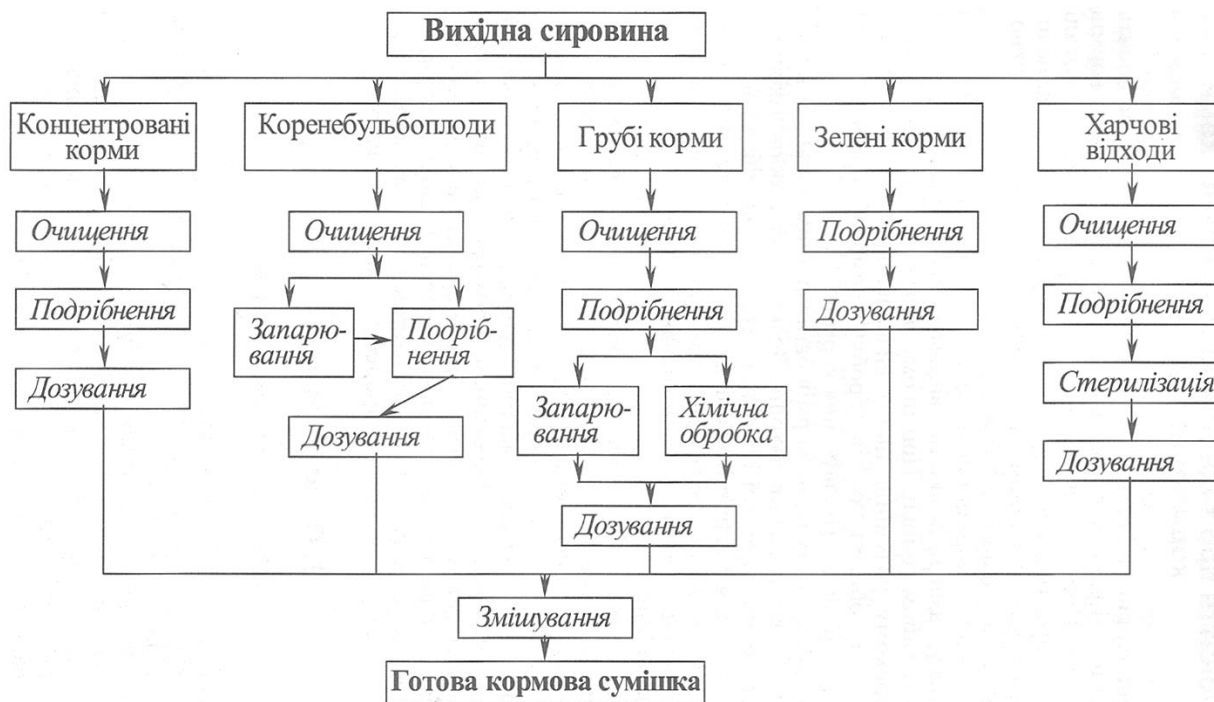 Вихідна сировина
Концентровані
корми
Коренебульбоплоди
Грубі корми
Зелені корми
Харчові
відходи
Очищення
Очищення
Очищення
Подрібнення
Очищення
Подрібнення
Запарю-
вання
Подріб-
нення
Подрібнення
Дозування
Подрібнення
Дозування
Дозування
Запарю-
вання
Хімічна
обробка
Стерилізація
Дозування
Дозування
Змішування
Готова кормова сумішка